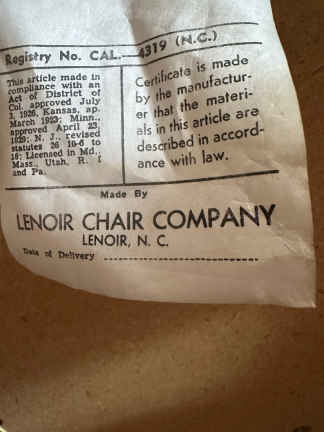 Registry No. CAL.—4319 (N.C.)
This article made in
compliance with an
Act of District of
Col. approved July
3, 1926, Kansas, ap.
March 1923; Minn.,
approved April 23,
1929; N. J., revised
statutes 26 10-6 to
18; Licensed in Md.,
Mass., Utah, R. I
and Pa.
Certificate is made
by the manufactur-
er that the materi-
als in this article are
described in accord-
ance with law.
Made By
LENOIR CHAIR COMPANY
LENOIR, N. C.
Date of Delivery